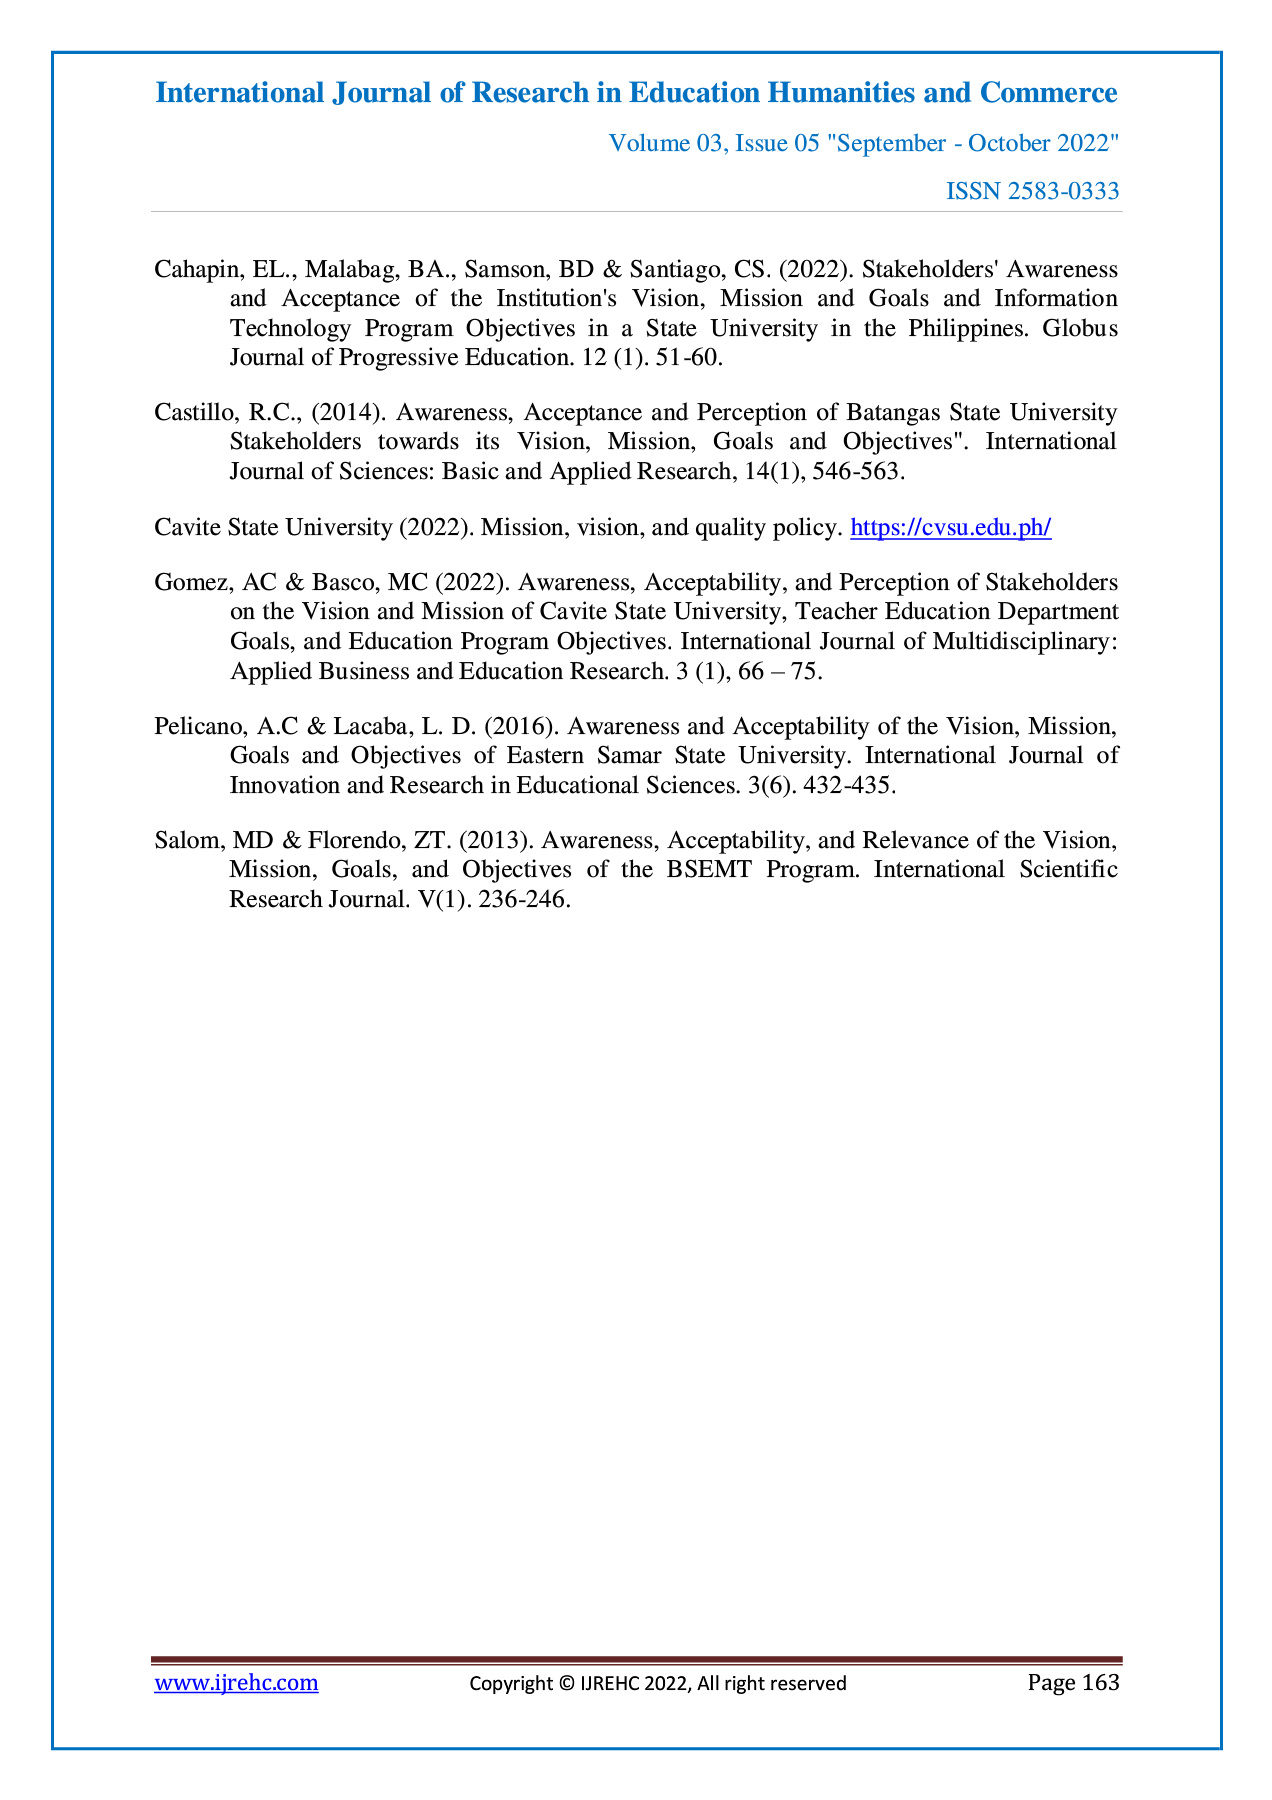 International Journal of Research in Education Humanities and Commerce
Volume 03, Issue 05 "September - October 2022"
ISSN 2583-0333
Cahapin, EL., Malabag, BA., Samson, BD & Santiago, CS. (2022). Stakeholders' Awareness
and Acceptance of the Institution's Vision, Mission and Goals and Information
Technology Program Objectives in a State University in the Philippines. Globus
Journal of Progressive Education. 12 (1). 51-60.
Castillo, R.C., (2014). Awareness, Acceptance and Perception of Batangas State University
Stakeholders towards its Vision, Mission, Goals and Objectives". International
Journal of Sciences: Basic and Applied Research, 14(1), 546-563.
Cavite State University (2022). Mission, vision, and quality policy. https://cvsu.edu.ph/
Gomez, AC & Basco, MC (2022). Awareness, Acceptability, and Perception of Stakeholders
on the Vision and Mission of Cavite State University, Teacher Education Department
Goals, and Education Program Objectives. International Journal of Multidisciplinary:
Applied Business and Education Research. 3 (1), 66 – 75.
Pelicano, A.C & Lacaba, L. D. (2016). Awareness and Acceptability of the Vision, Mission,
Goals and Objectives of Eastern Samar State University. International Journal of
Innovation and Research in Educational Sciences. 3(6). 432-435.
Salom, MD & Florendo, ZT. (2013). Awareness, Acceptability, and Relevance of the Vision,
Mission, Goals, and Objectives of the BSEMT Program. International Scientific
Research Journal. V(1). 236-246.
www.ijrehc.com Copyright © IJREHC 2022, All right reserved Page 163